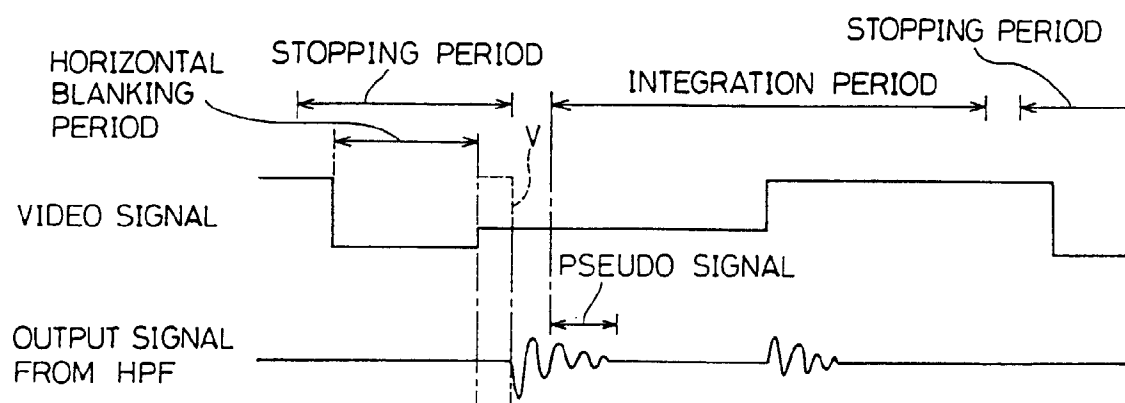 STOPPING PERIOD
HORIZONTAL
BLANKING
PERIOD
STOPPING PERIOD
INTEGRATION PERIOD
V
VIDEO SIGNAL
PSEUDO SIGNAL
OUTPUT SIGNAL
FROM HPF